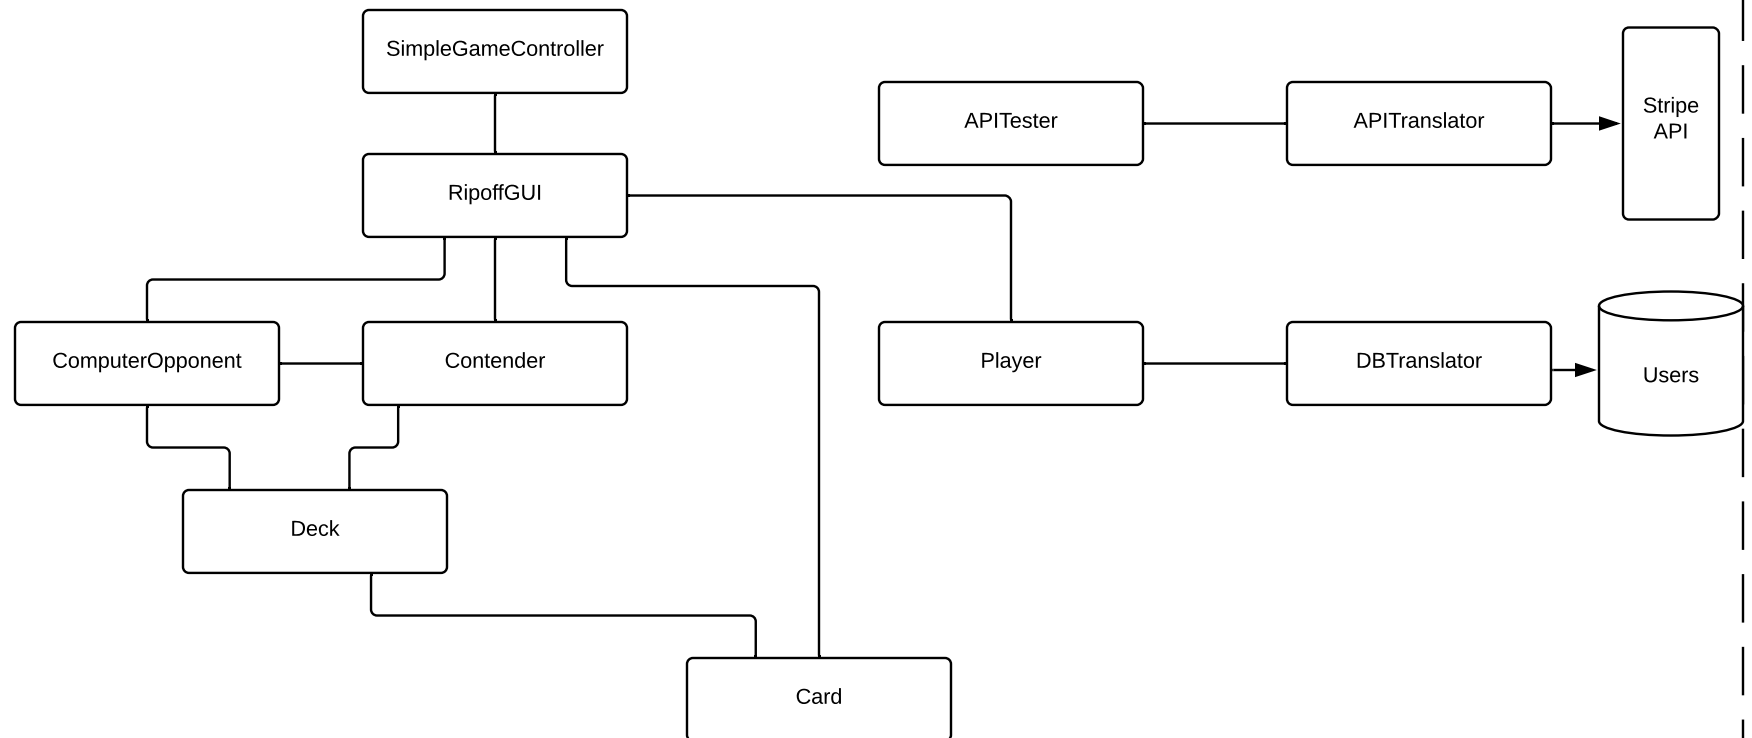 SimpleGameController
APITester
APITranslator
Stripe
API
RipoffGUI
ComputerOpponent
Contender
Player
DBTranslator
Users
Deck
Card